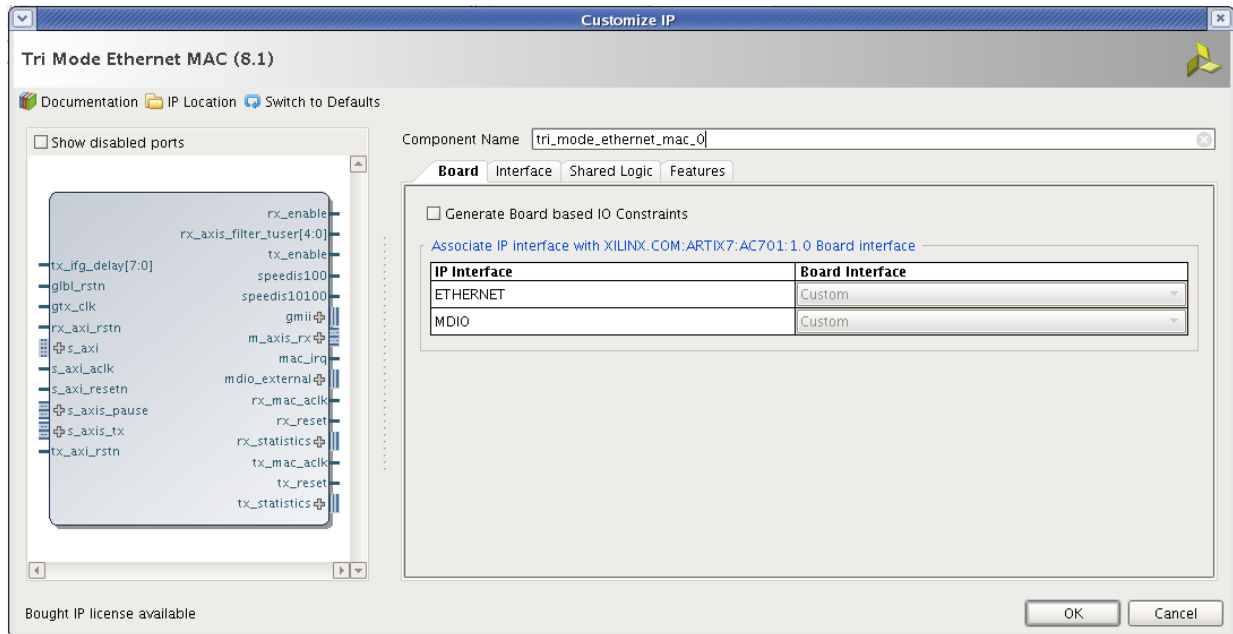 Customize IP
Tri Mode Ethernet MAC (8.1)
Documentation IP Location Switch to Defaults
Show disabled ports
rx_enable
rx_axis_filter_tuser[4:0]
tx_enable
tx_ifg_delay[7:0]
speedis100
glbl_rstn
speedis10100
gtx_clk
gmii
rx_axi_rstn
m_axis_rx
s_axi
mac_irq
s_axi_aclk
mdio_external
s_axi_resetn
rx_mac_aclk
s_axis_pause
rx_reset
s_axis_tx
rx_statistics
tx_axi_rstn
tx_mac_aclk
tx_reset
tx_statistics
Component Name tri_mode_ethernet_mac_0
Board Interface Shared Logic Features
Generate Board based IO Constraints
Associate IP interface with XILINX.COM:ARTIX7:AC701:1.0 Board interface
IP Interface Board Interface
ETHERNET Custom
MDIO Custom
Bought IP license available
OK Cancel